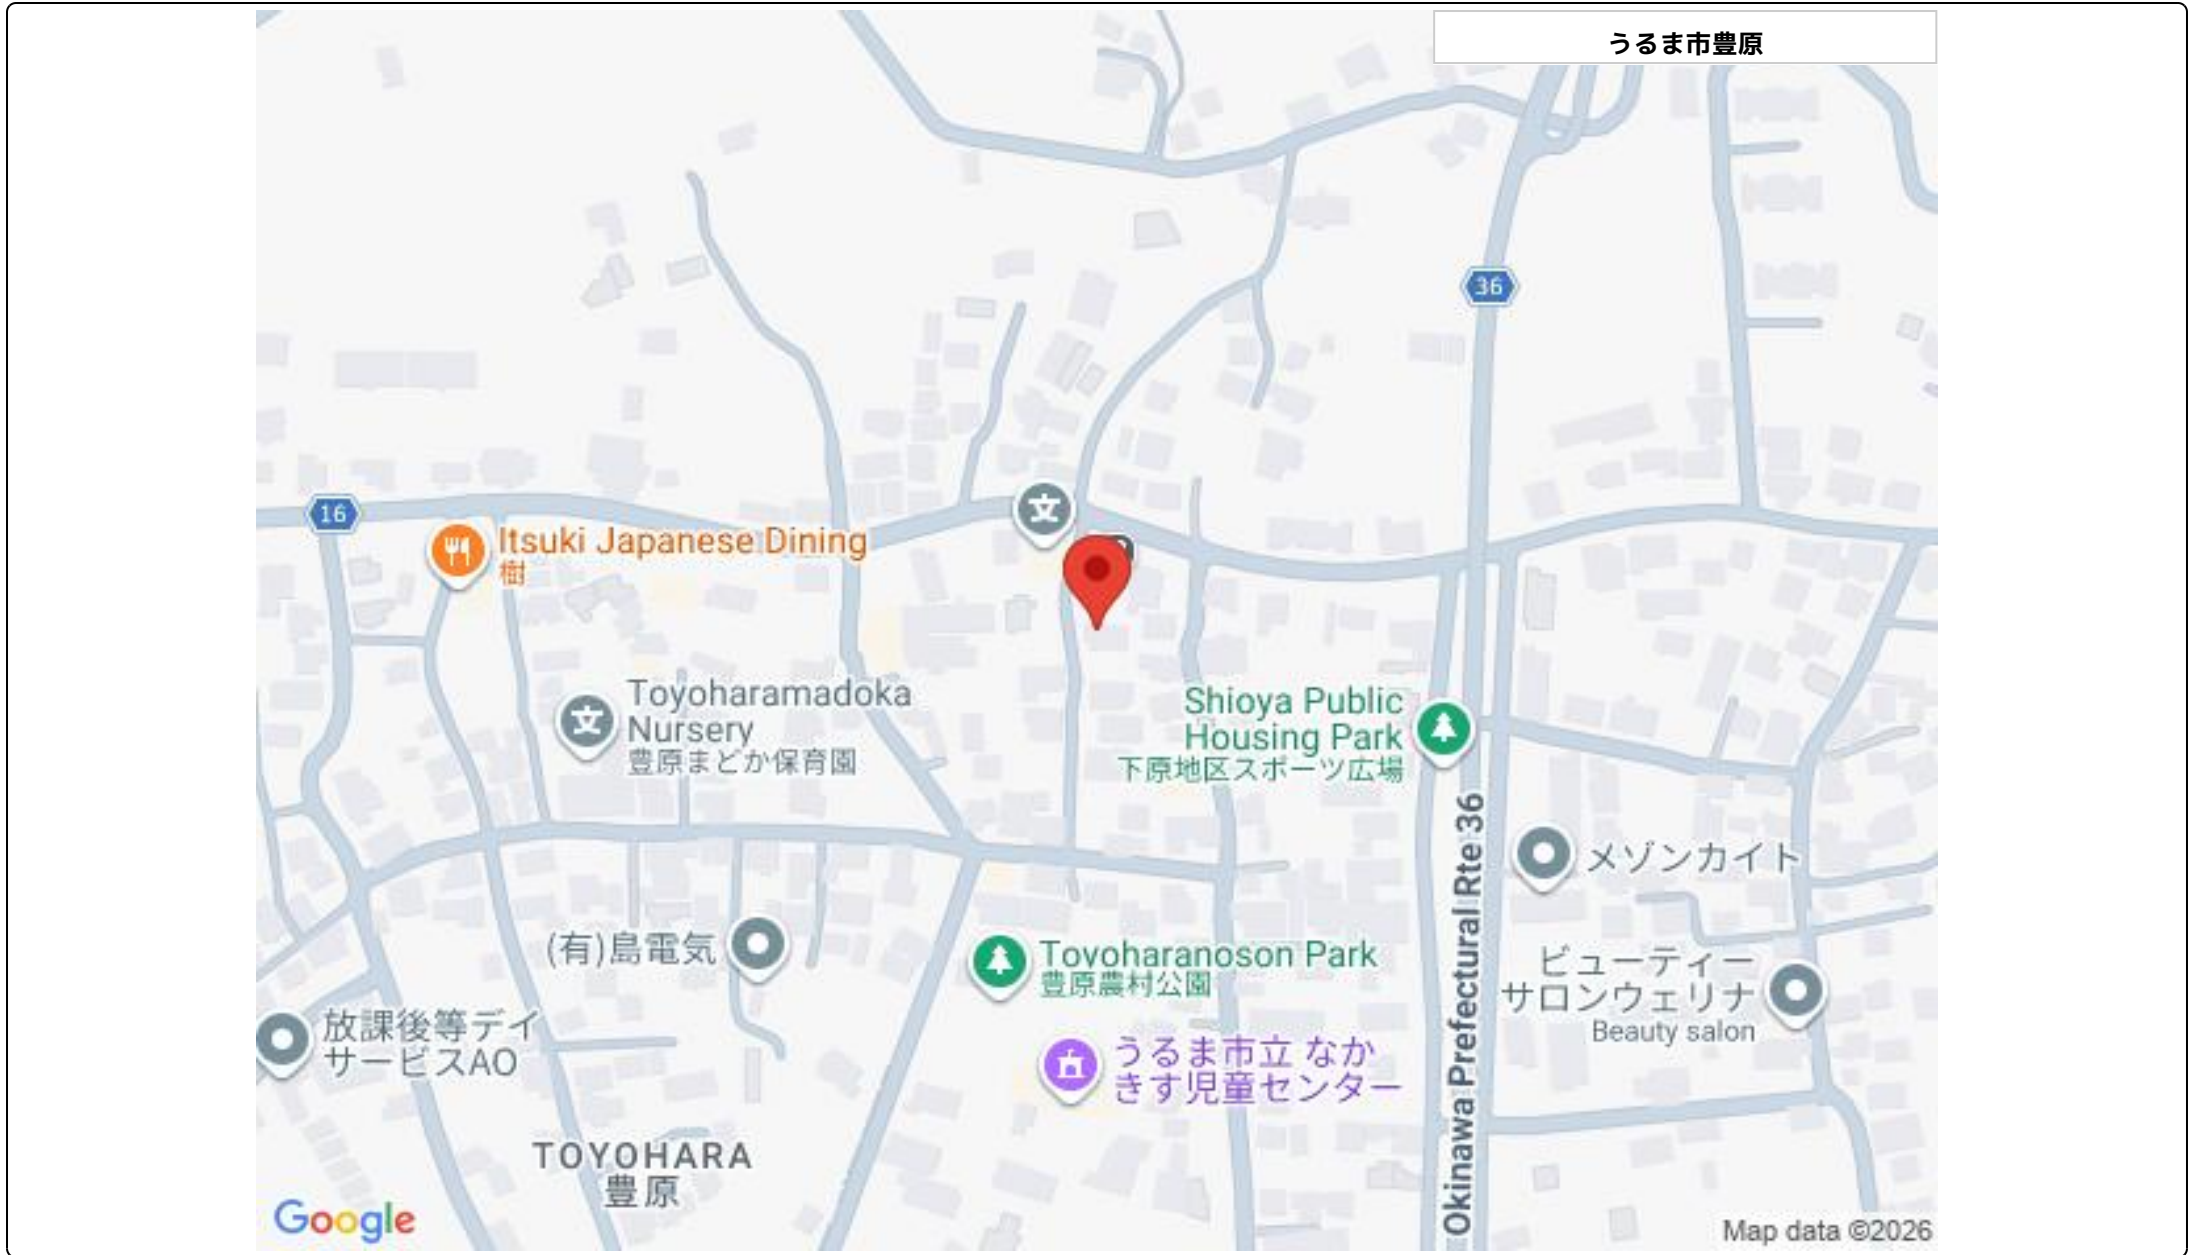 うるま市豊原
36
16
Itsuki Japanese Dining
樹
Toyoharamadoka
Nursery
豊原まどか保育園
Shioya Public
Housing Park
下原地区スポーツ広場
メゾンカイト
(有)島電気
Toyoharanoson Park
豊原農村公園
ビューティー
サロンウェリナ
Beauty salon
放課後等デイ
サービスAO
うるま市立 なか
きす児童センター
Okinawa Prefectural Rte 36
TOYOHARA
豊原
Google
Map data ©2026